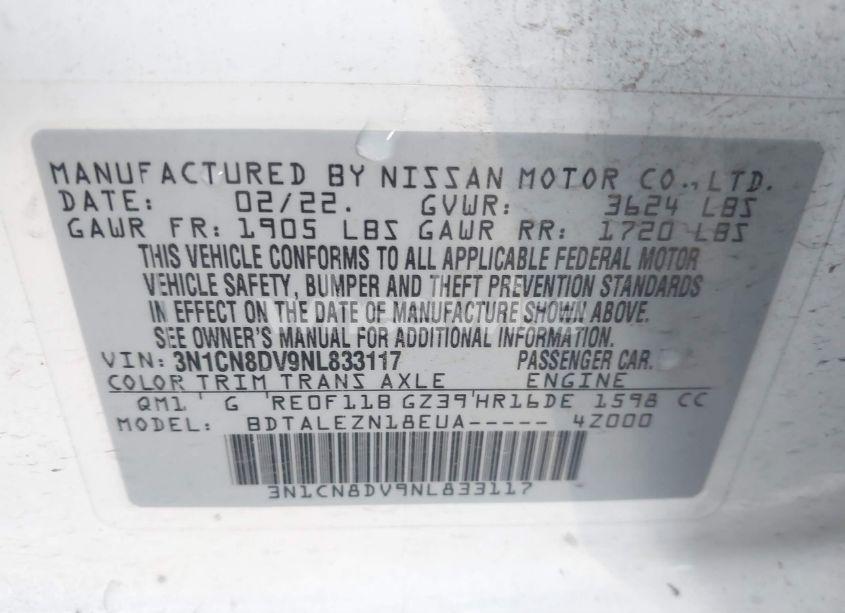 MANUFACTURED BY NISSAN MOTOR CO., LTD.
DATE: 02/22. GVWR: 3624 LBS
GAWR FR: 1905 LBS GAWR RR: 1720 LBS
THIS VEHICLE CONFORMS TO ALL APPLICABLE FEDERAL MOTOR
VEHICLE SAFETY, BUMPER AND THEFT PREVENTION STANDARDS
IN EFFECT ON THE DATE OF MANUFACTURE SHOWN ABOVE.
SEE OWNER'S MANUAL FOR ADDITIONAL INFORMATION.
VIN: 3N1CN8DV9NL833117 PASSENGER CAR.
COLOR TRIM TRANS AXLE ENGINE
QM1 G RE0F11B GZ39 HR16DE 1598 CC
MODEL: BDTALEZN18EUA----- 4Z000
3N1CN8DV9NL833117